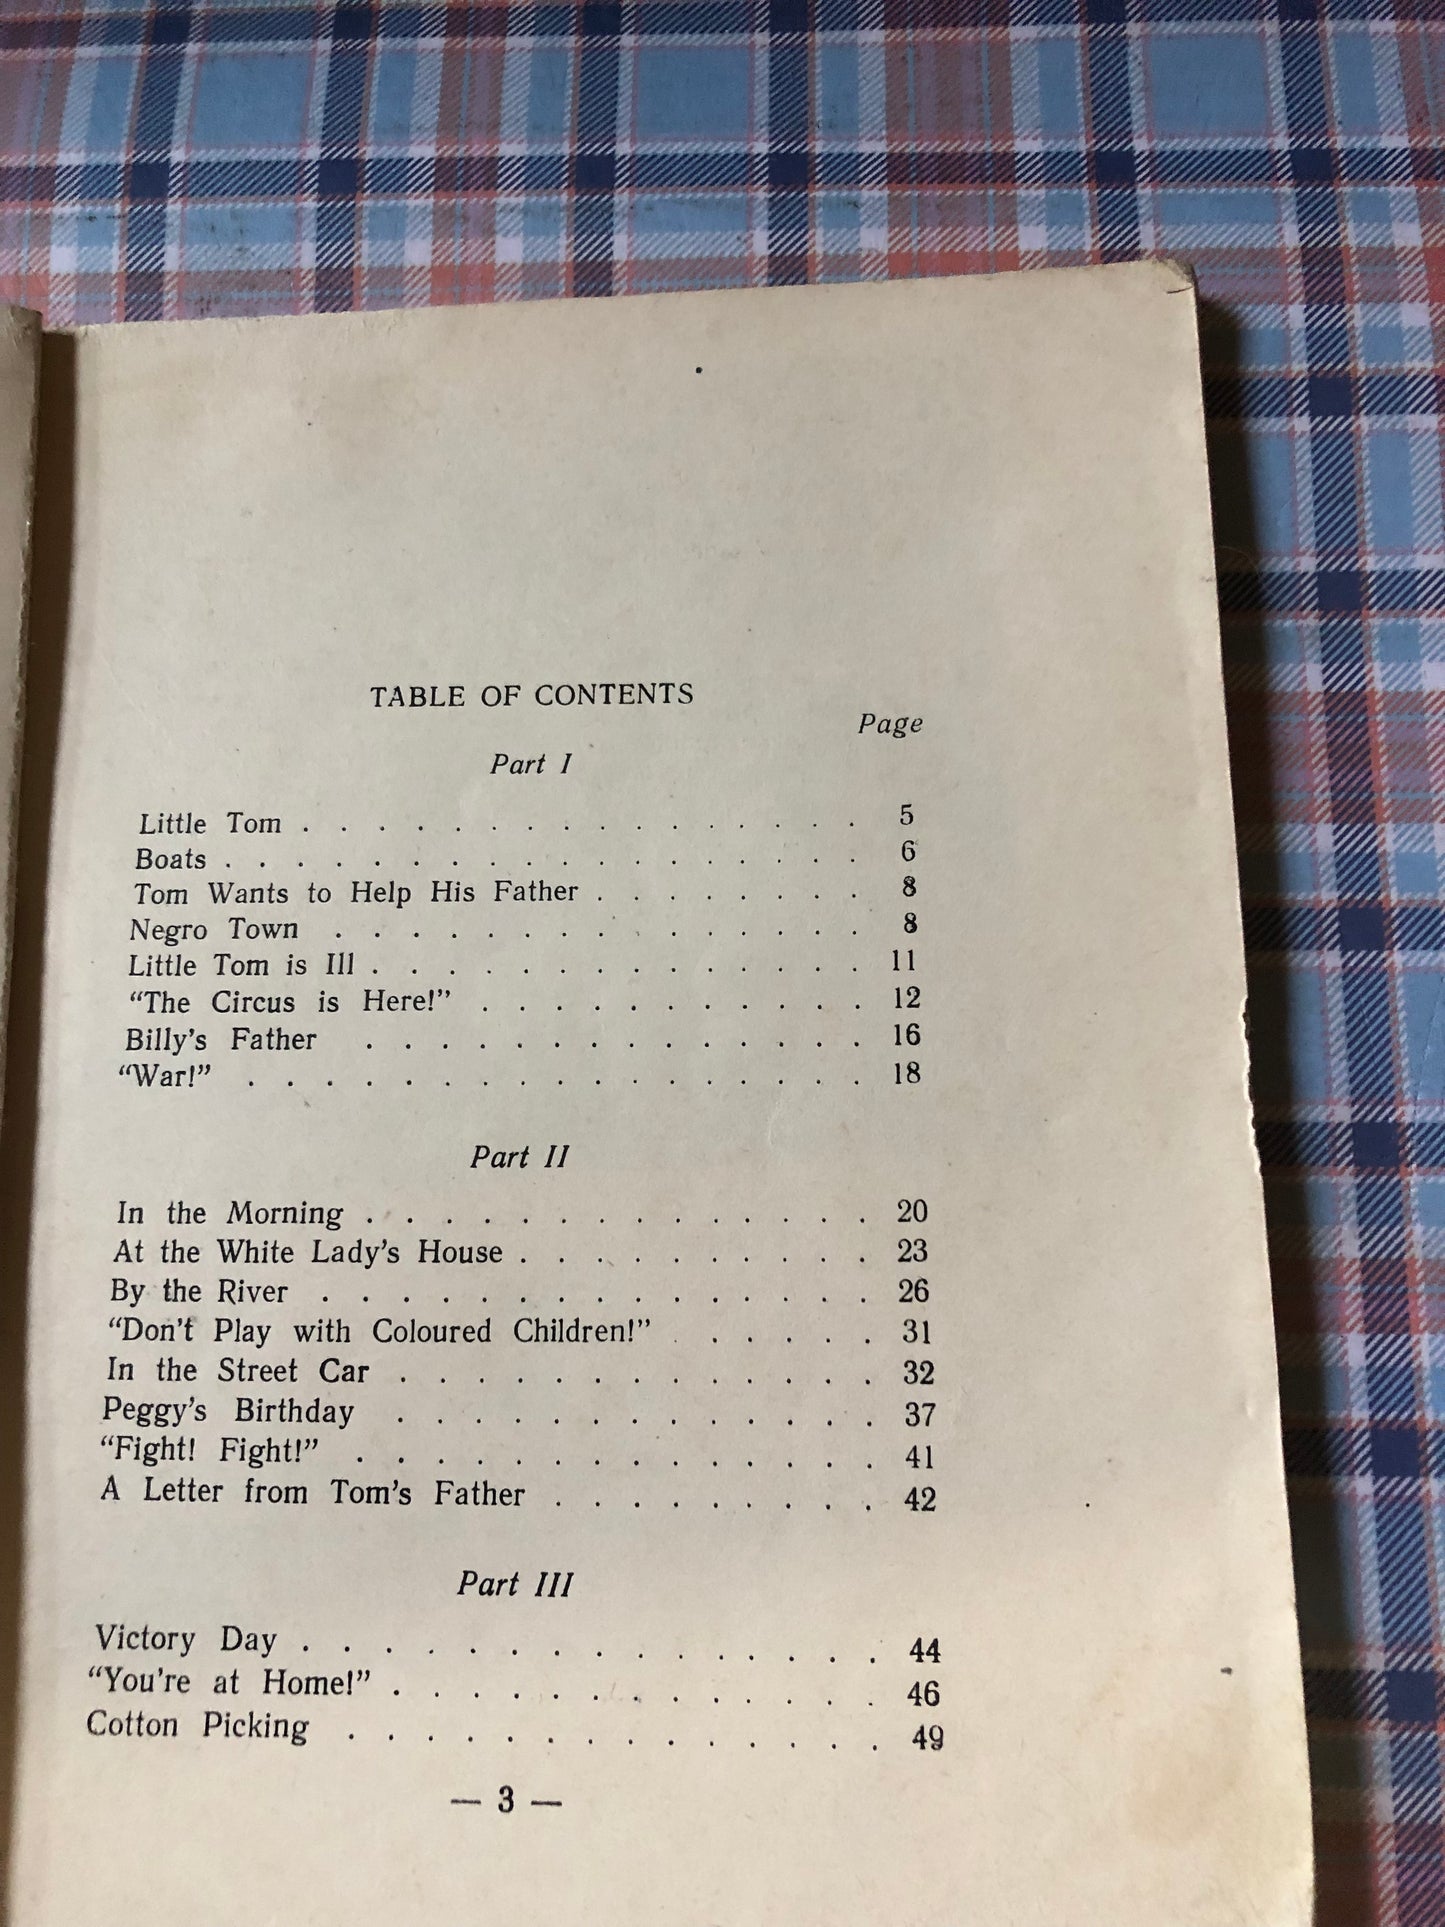 TABLE OF CONTENTS
Page
Part I
Little Tom . . . . . . . . . . . . . . . 5
Boats . . . . . . . . . . . . . . . . . 6
Tom Wants to Help His Father . . . . . . . . 8
Negro Town . . . . . . . . . . . . . . 8
Little Tom is Ill . . . . . . . . . . . . . 11
“The Circus is Here!” . . . . . . . . . . 12
Billy’s Father . . . . . . . . . . . . . 16
“War!” . . . . . . . . . . . . . . . . 18
Part II
In the Morning . . . . . . . . . . . . . 20
At the White Lady’s House . . . . . . . . . 23
By the River . . . . . . . . . . . . . . 26
“Don’t Play with Coloured Children!” . . . . . . 31
In the Street Car . . . . . . . . . . . . 32
Peggy’s Birthday . . . . . . . . . . . . 37
“Fight! Fight!” . . . . . . . . . . . . . 41
A Letter from Tom’s Father . . . . . . . . . 42
Part III
Victory Day . . . . . . . . . . . . . . 44
“You’re at Home!” . . . . . . . . . . . . 46
Cotton Picking . . . . . . . . . . . . . 49
— 3 —